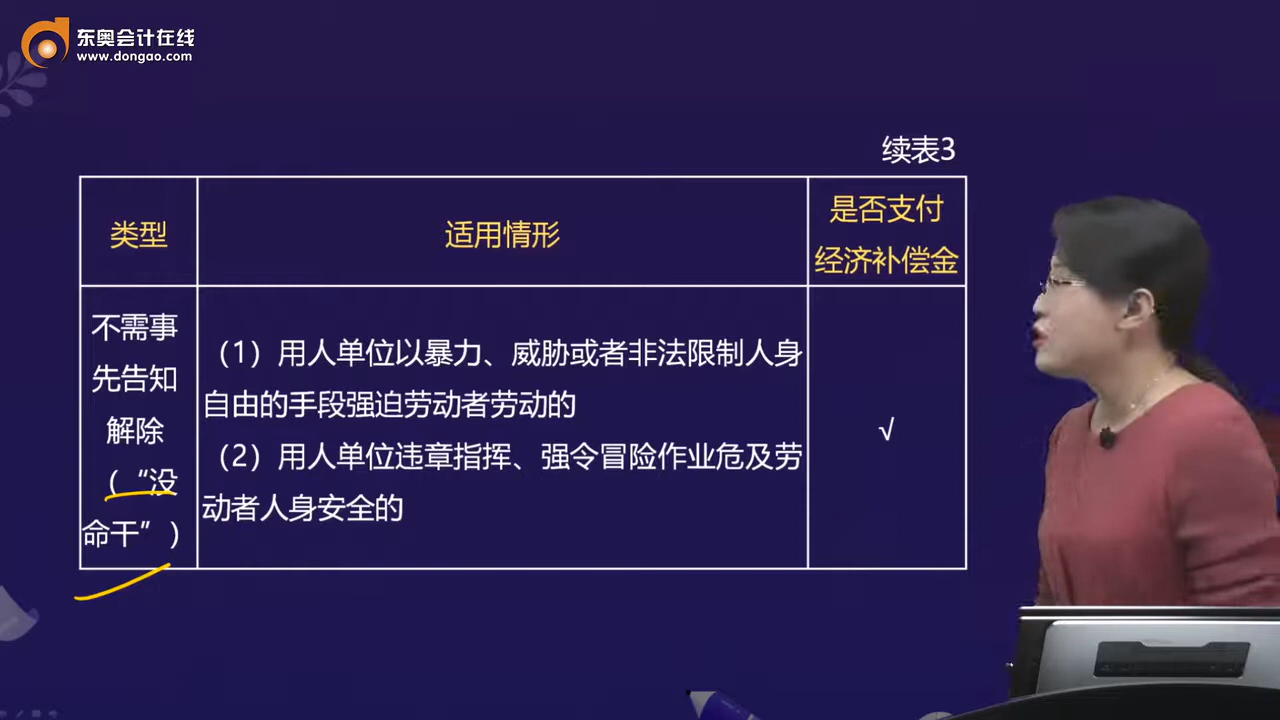 东奥会计在线
www.dongao.com
续表3
类型
适用情形
是否支付
经济补偿金
不需事
先告知
解除
（“没
命干”）
（1）用人单位以暴力、威胁或者非法限制人身
自由的手段强迫劳动者劳动的
（2）用人单位违章指挥、强令冒险作业危及劳
动者人身安全的
√